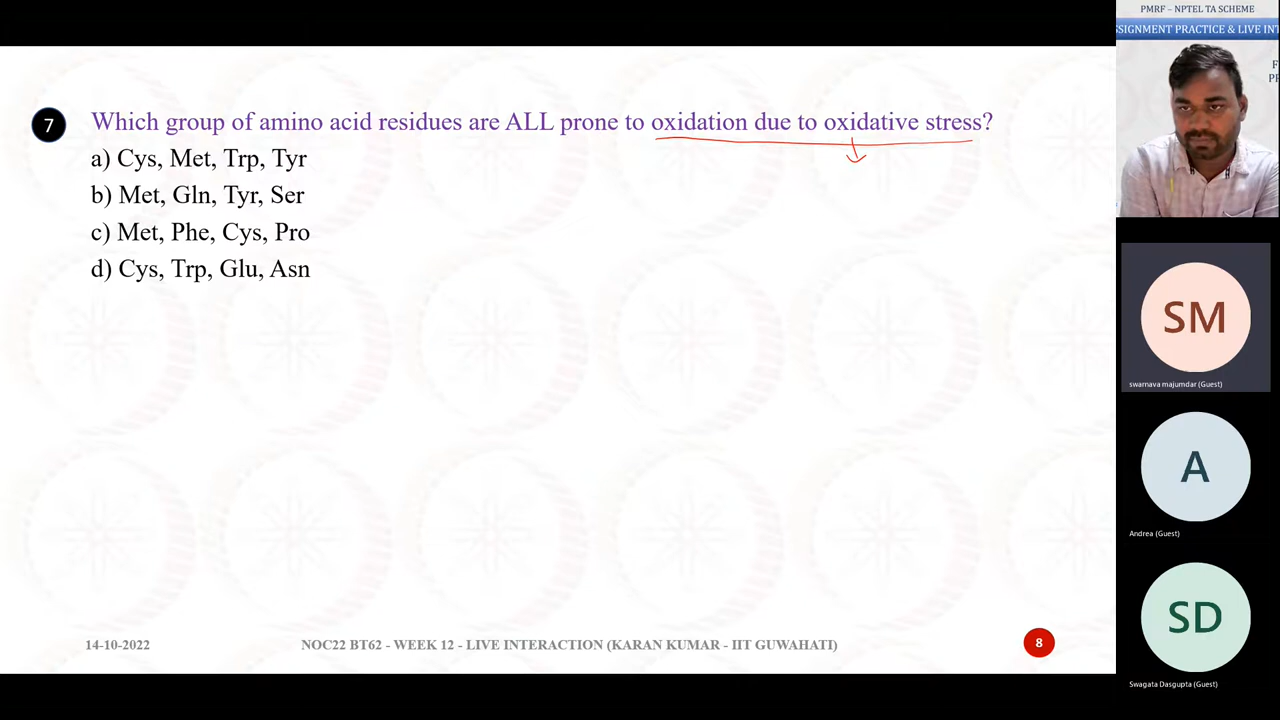 PMRF – NPTEL TA SCHEME
SSIGNMENT PRACTICE & LIVE INT
7
Which group of amino acid residues are ALL prone to oxidation due to oxidative stress?
a) Cys, Met, Trp, Tyr
b) Met, Gln, Tyr, Ser
c) Met, Phe, Cys, Pro
d) Cys, Trp, Glu, Asn
SM
swarnava majumdar (Guest)
A
Andrea (Guest)
SD
Swagata Dasgupta (Guest)
14-10-2022
NOC22 BT62 - WEEK 12 - LIVE INTERACTION (KARAN KUMAR - IIT GUWAHATI)
8